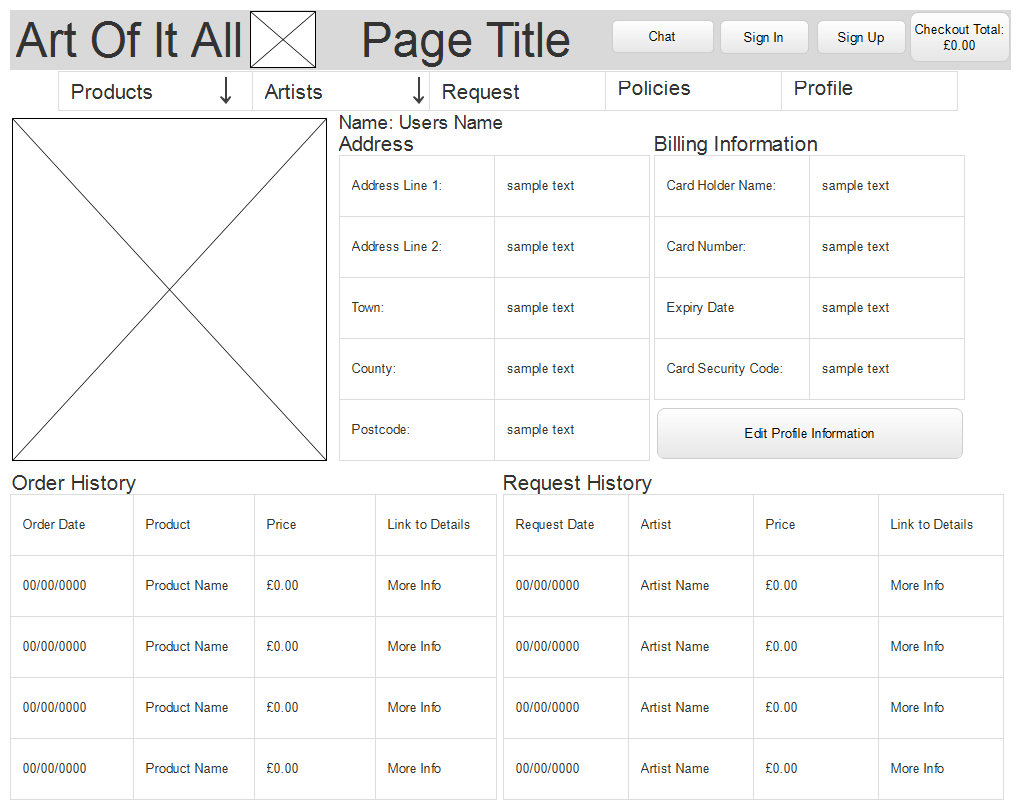 Art Of It All Page Title Chat Sign In Sign Up Checkout Total:
£0.00
Products ↓ Artists ↓ Request Policies Profile
Name: Users Name
Address Billing Information
Address Line 1: sample text Card Holder Name: sample text
Address Line 2: sample text Card Number: sample text
Town: sample text Expiry Date sample text
County: sample text Card Security Code: sample text
Postcode: sample text Edit Profile Information
Order History Request History
Order Date Product Price Link to Details Request Date Artist Price Link to Details
00/00/0000 Product Name £0.00 More Info 00/00/0000 Artist Name £0.00 More Info
00/00/0000 Product Name £0.00 More Info 00/00/0000 Artist Name £0.00 More Info
00/00/0000 Product Name £0.00 More Info 00/00/0000 Artist Name £0.00 More Info
00/00/0000 Product Name £0.00 More Info 00/00/0000 Artist Name £0.00 More Info